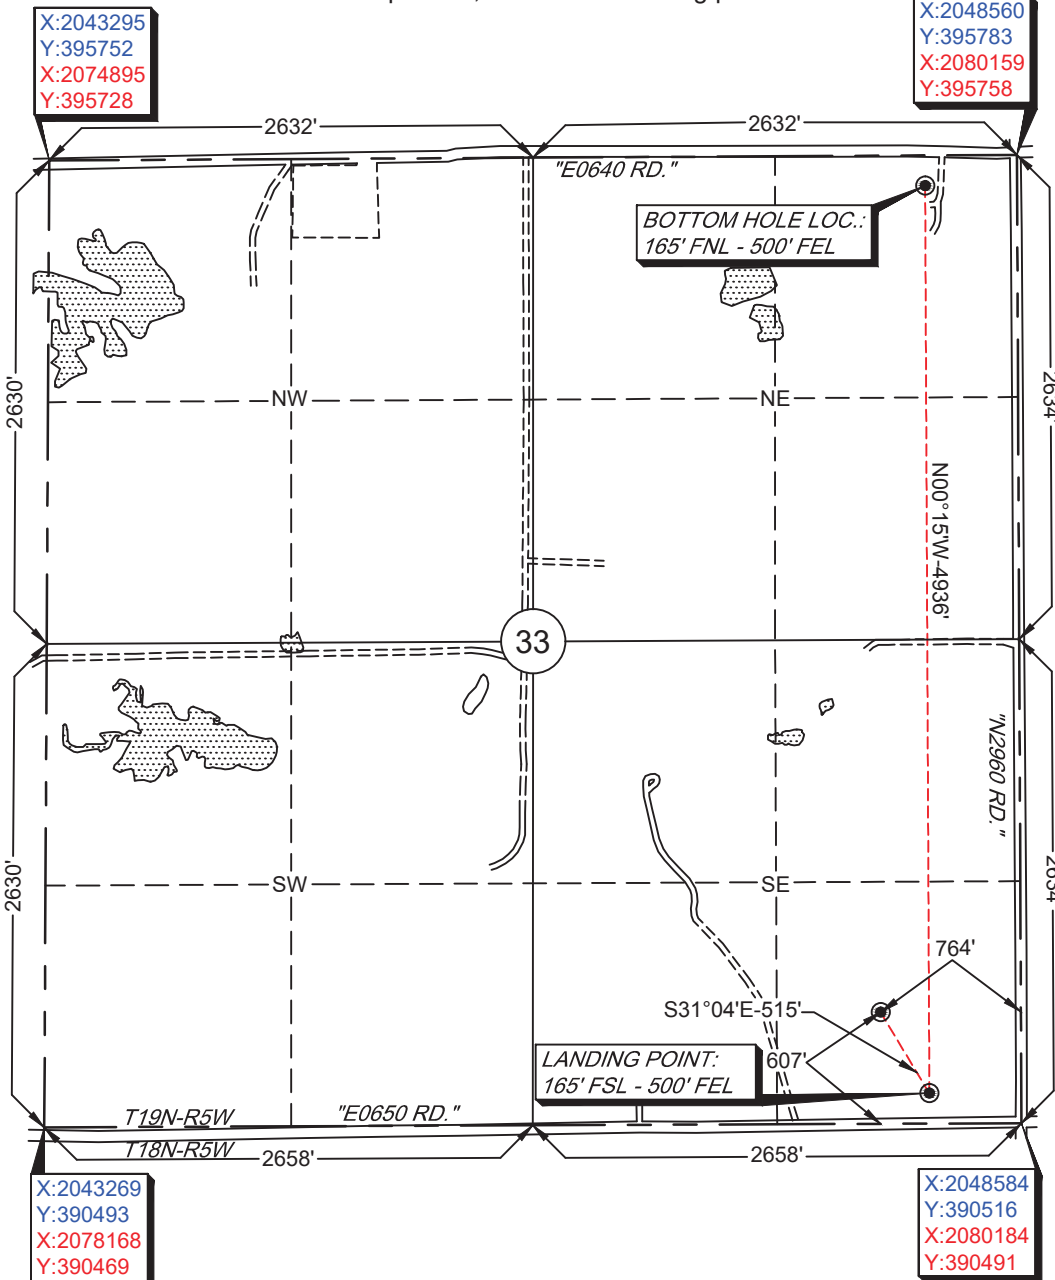 X:2043295
Y:395752
X:2074895
Y:395728
X:2048560
Y:395783
X:2080159
Y:395758
2632'
2632'
"E0640 RD."
BOTTOM HOLE LOC.:
165' FNL - 500' FEL
2630'
2634'
NW
NE
N00°15'W-4936'
33
"N2960 RD."
2630'
2634'
SW
SE
764'
S31°04'E-515'
607'
LANDING POINT:
165' FSL - 500' FEL
T19N-R5W
"E0650 RD."
T18N-R5W
2658'
2658'
X:2043269
Y:390493
X:2078168
Y:390469
X:2048584
Y:390516
X:2080184
Y:390491